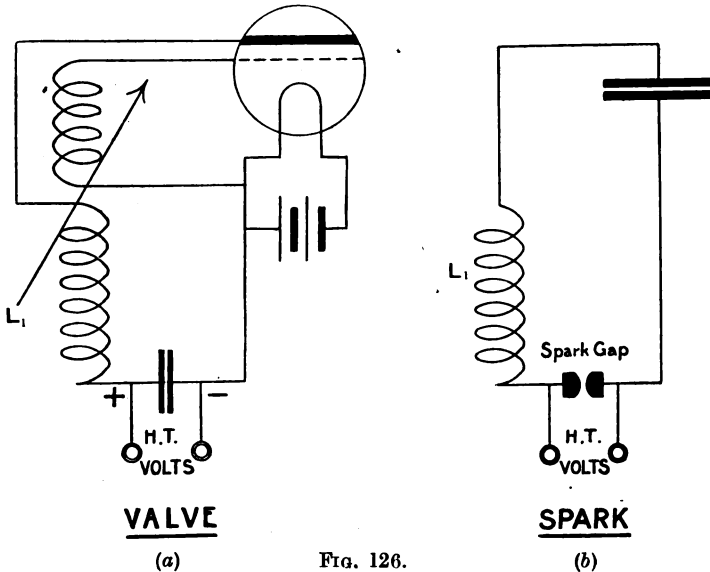 L₁
+ −
H.T.
VOLTS
VALVE
(a)
L₁
Spark Gap
H.T.
VOLTS
SPARK
(b)
FIG. 126.